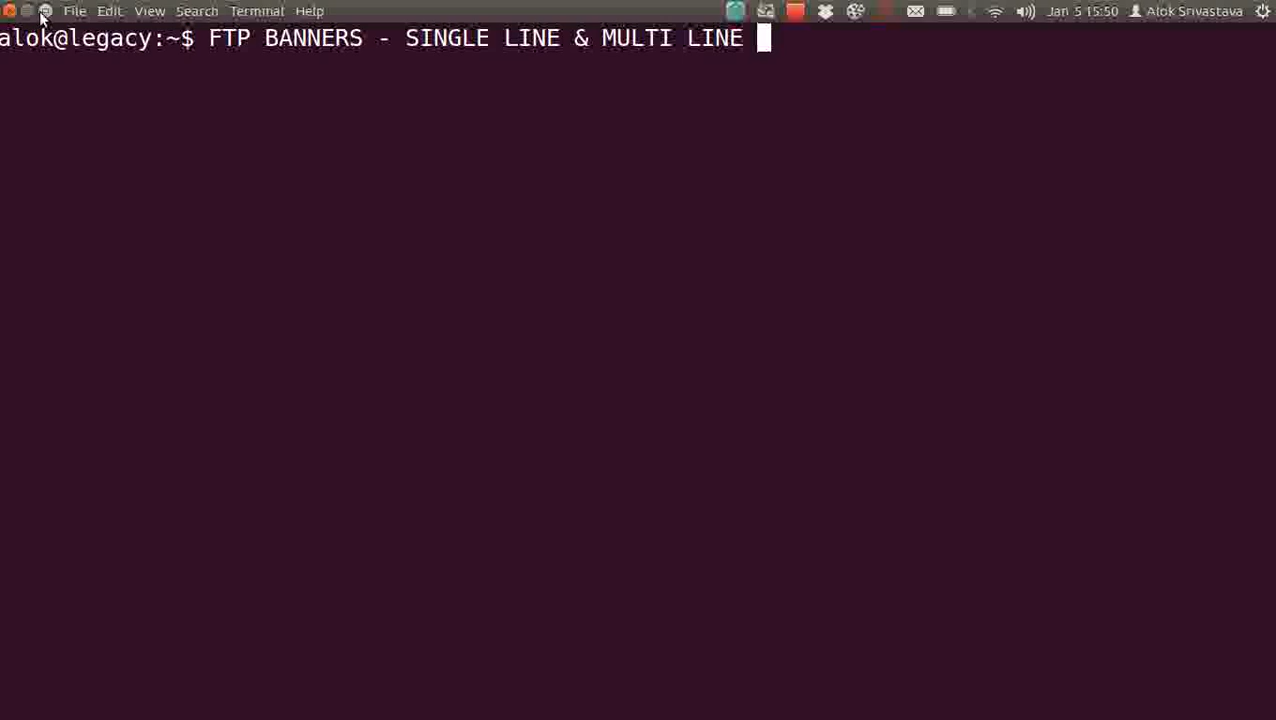 File Edit View Search Terminal Help Jan 5 15:50 Alok Srivastava
alok@legacy:~$ FTP BANNERS - SINGLE LINE & MULTI LINE